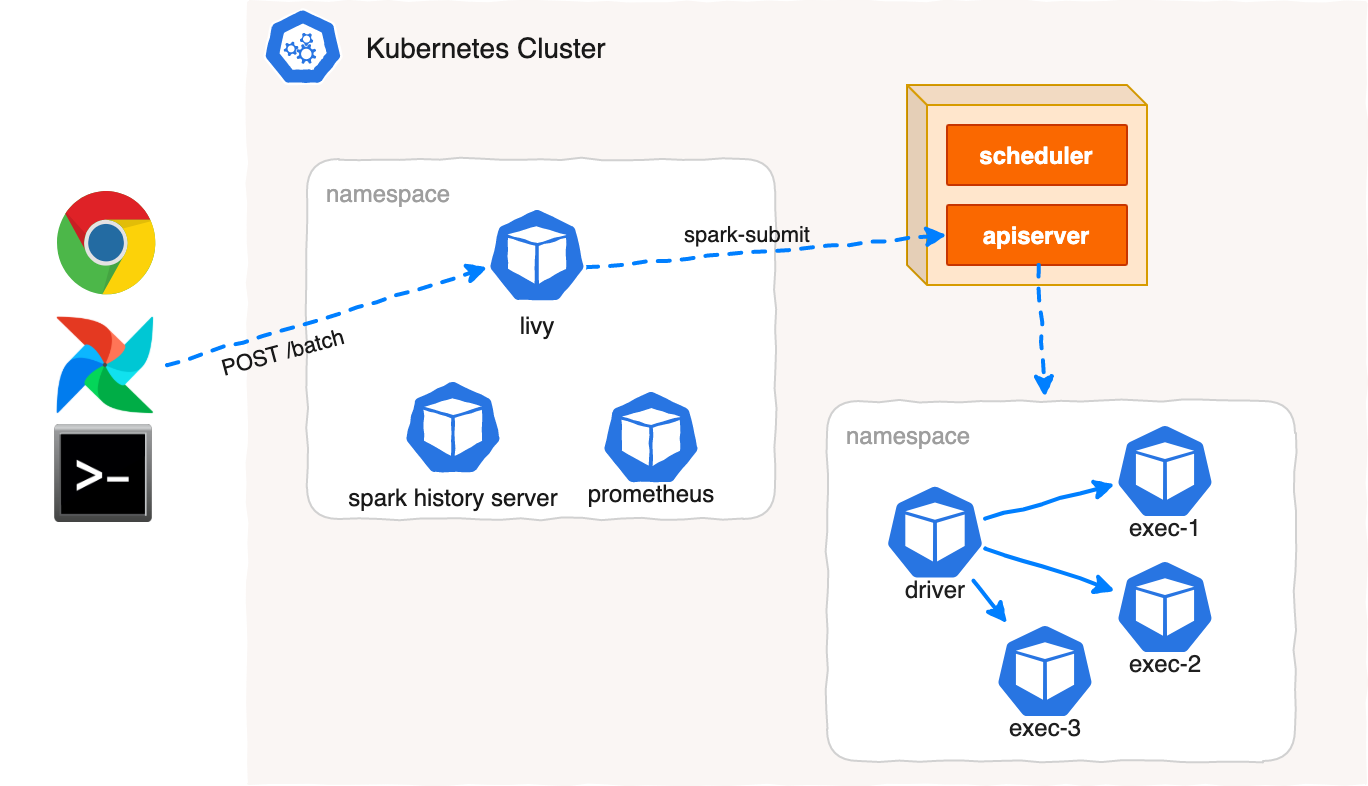 Kubernetes Cluster
scheduler
apiserver
namespace
spark-submit
livy
POST /batch
spark history server
prometheus
>-
namespace
driver
exec-1
exec-2
exec-3